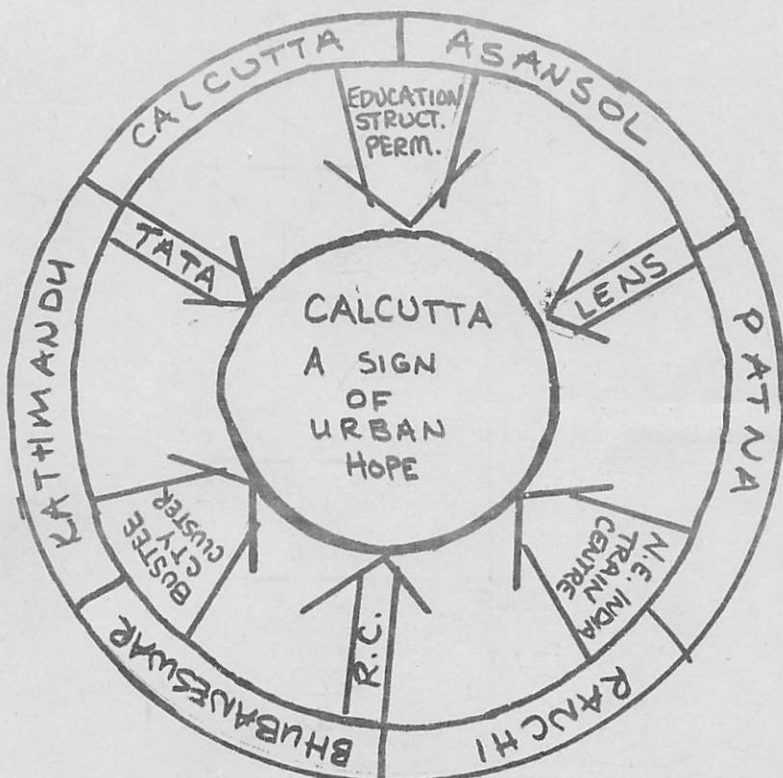 CALCUTTA
ASANSOL
PATNA
RANCHI
BHUBANESWAR
KATHMANDU
EDUCATION
STRUCT.
PERM.
LENS
N.E. INDIA
TRAIN
CENTRE
R.C.
BUSTEE
CTY
CLUSTER
TATA
CALCUTTA
A SIGN
OF
URBAN
HOPE